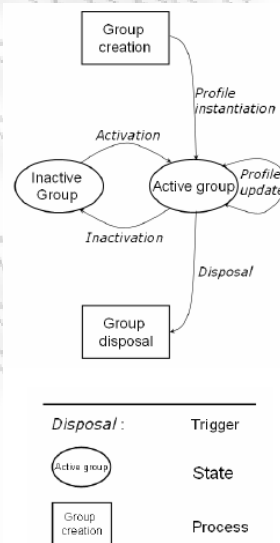 Group
creation
Profile
instantiation
Activation
Inactive
Group
Active group
Profile
update
Inactivation
Disposal
Group
disposal
Disposal : Trigger
Active group State
Group
creation Process